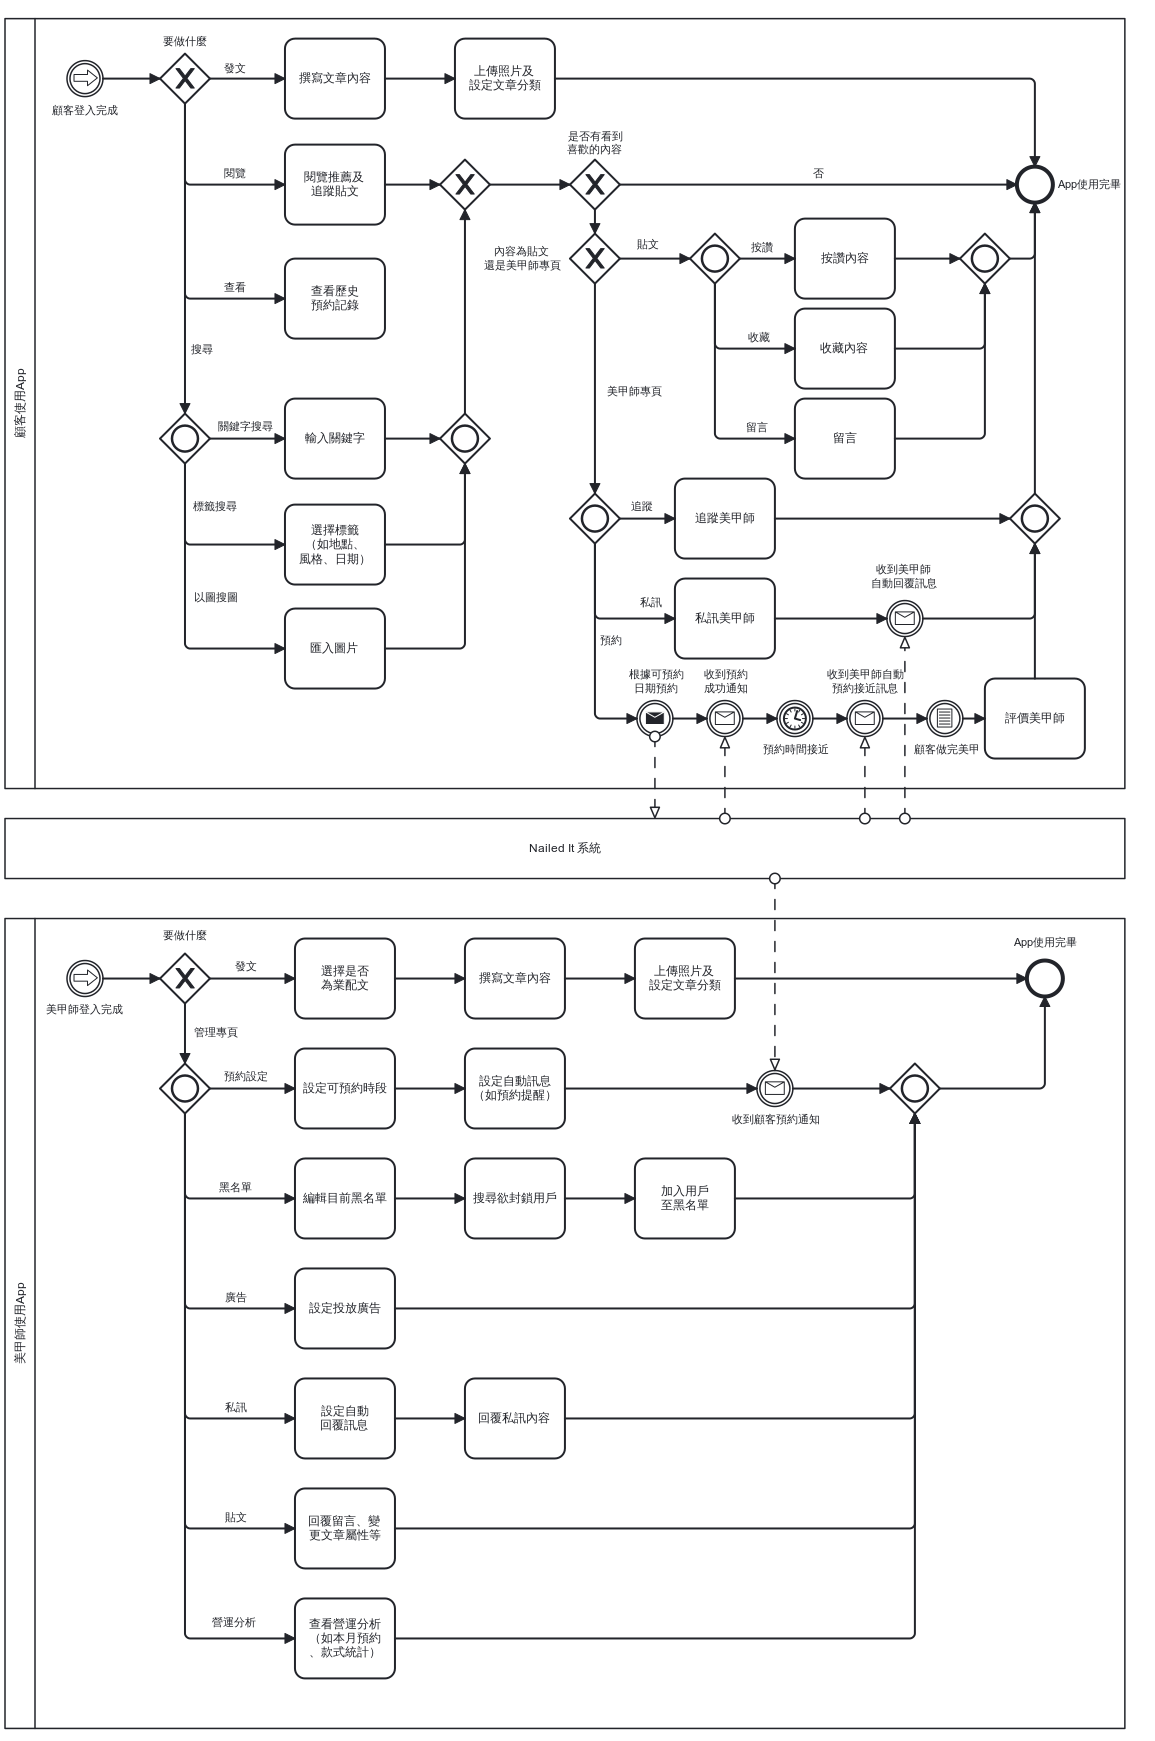 顧客使用App
要做什麼
顧客登入完成
發文
撰寫文章內容
上傳照片及
設定文章分類
閱覽
閱覽推薦及
追蹤貼文
是否有看到
喜歡的內容
否
App使用完畢
查看
查看歷史
預約記錄
內容為貼文
還是美甲師專頁
貼文
按讚
按讚內容
收藏
收藏內容
留言
留言
搜尋
關鍵字搜尋
輸入關鍵字
標籤搜尋
選擇標籤
（如地點、
風格、日期）
以圖搜圖
匯入圖片
美甲師專頁
追蹤
追蹤美甲師
私訊
私訊美甲師
收到美甲師
自動回覆訊息
預約
根據可預約
日期預約
收到預約
成功通知
預約時間接近
收到美甲師自動
預約接近訊息
顧客做完美甲
評價美甲師
Nailed It 系統
美甲師使用App
要做什麼
美甲師登入完成
發文
選擇是否
為業配文
撰寫文章內容
上傳照片及
設定文章分類
App使用完畢
管理專頁
預約設定
設定可預約時段
設定自動訊息
（如預約提醒）
收到顧客預約通知
黑名單
編輯目前黑名單
搜尋欲封鎖用戶
加入用戶
至黑名單
廣告
設定投放廣告
私訊
設定自動
回覆訊息
回覆私訊內容
貼文
回覆留言、變
更文章屬性等
營運分析
查看營運分析
（如本月預約
、款式統計）